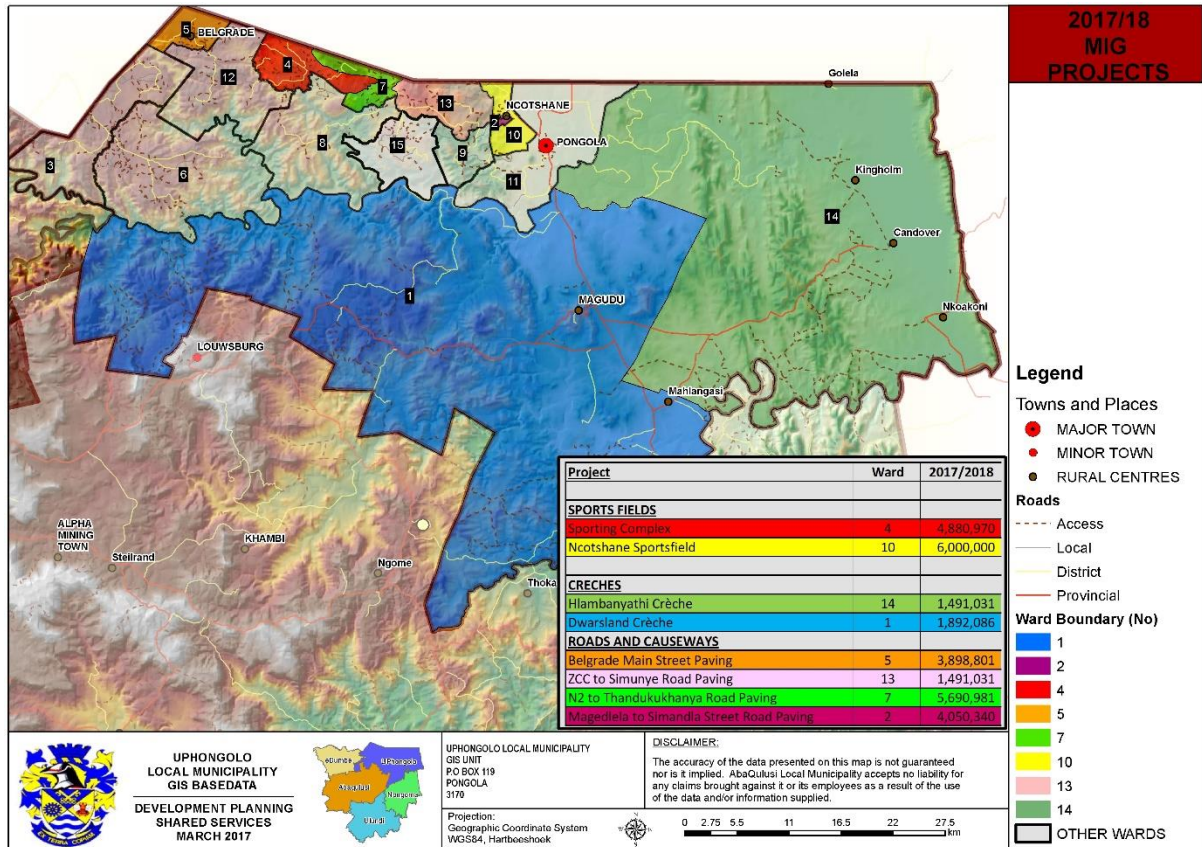 2017/18
MIG
PROJECTS
5
BELGRADE
12
4
7
13
NCOTSHANE
2
10
PONGOLA
Golela
3
6
8
15
9
11
Kingholm
14
Candover
1
MAGUDU
Nkoakoni
LOUWSBURG
Mahlangasi
ALPHA
MINING
TOWN
Steilrand
KHAMBI
Ngome
Thoka
Project Ward 2017/2018
SPORTS FIELDS
Sporting Complex 4 4,880,970
Ncotshane Sportsfield 10 6,000,000
CRECHES
Hlambanyathi Crèche 14 1,491,031
Dwarsland Crèche 1 1,892,086
ROADS AND CAUSEWAYS
Belgrade Main Street Paving 5 3,898,801
ZCC to Simunye Road Paving 13 1,491,031
N2 to Thandukukhanya Road Paving 7 5,690,981
Magedlela to Simandla Street Road Paving 2 4,050,340
Legend
Towns and Places
MAJOR TOWN
MINOR TOWN
RURAL CENTRES
Roads
Access
Local
District
Provincial
Ward Boundary (No)
1
2
4
5
7
10
13
14
OTHER WARDS
UPHONGOLO
LOCAL MUNICIPALITY
GIS BASEDATA
DEVELOPMENT PLANNING
SHARED SERVICES
MARCH 2017
eDumbe
UPhongolo
Abaqulusi
Nongoma
Ulundi
UPHONGOLO LOCAL MUNICIPALITY
GIS UNIT
P.O BOX 119
PONGOLA
3170
Projection:
Geographic Coordinate System
WGS84, Hartbeeshoek
DISCLAIMER:
The accuracy of the data presented on this map is not guaranteed
nor is it implied. AbaQulusi Local Municipality accepts no liability for
any claims brought against it or its employees as a result of the use
of the data and/or information supplied.
0 2.75 5.5 11 16.5 22 27.5
km